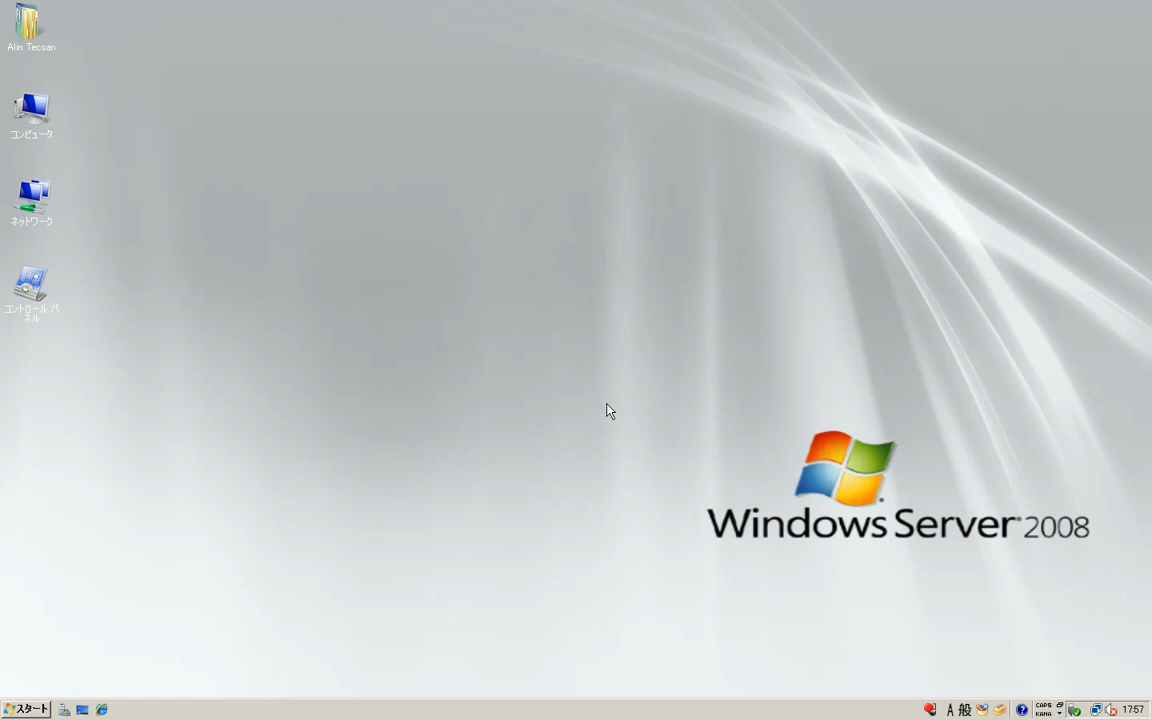 Alin Tecsan
コンピュータ
ネットワーク
コントロール パ
ネル
Windows Server 2008
スタート
A 般
CAPS
KANA
17:57